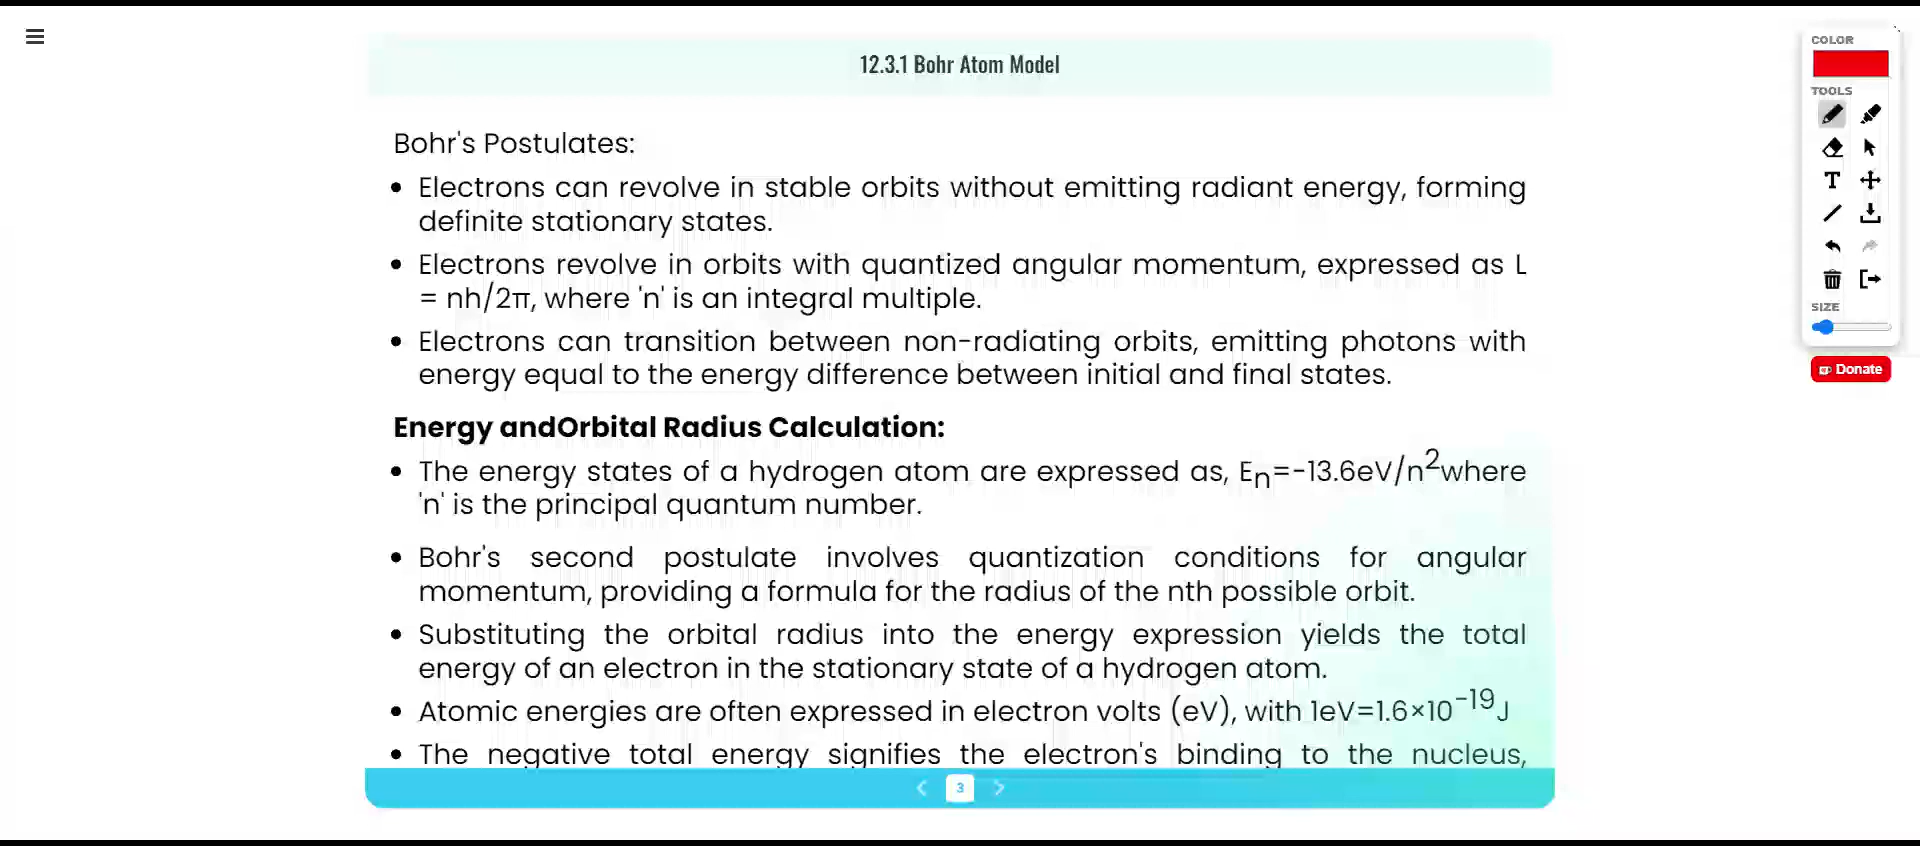 12.3.1 Bohr Atom Model
Bohr's Postulates:
• Electrons can revolve in stable orbits without emitting radiant energy, forming
definite stationary states.
• Electrons revolve in orbits with quantized angular momentum, expressed as L
= nh/2π, where 'n' is an integral multiple.
• Electrons can transition between non-radiating orbits, emitting photons with
energy equal to the energy difference between initial and final states.
Energy andOrbital Radius Calculation:
• The energy states of a hydrogen atom are expressed as, Eₙ=-13.6eV/n²where
'n' is the principal quantum number.
• Bohr's second postulate involves quantization conditions for angular
momentum, providing a formula for the radius of the nth possible orbit.
• Substituting the orbital radius into the energy expression yields the total
energy of an electron in the stationary state of a hydrogen atom.
• Atomic energies are often expressed in electron volts (eV), with 1eV=1.6×10⁻¹⁹J
• The negative total energy signifies the electron's binding to the nucleus,
3
COLOR
TOOLS
T
SIZE
Donate